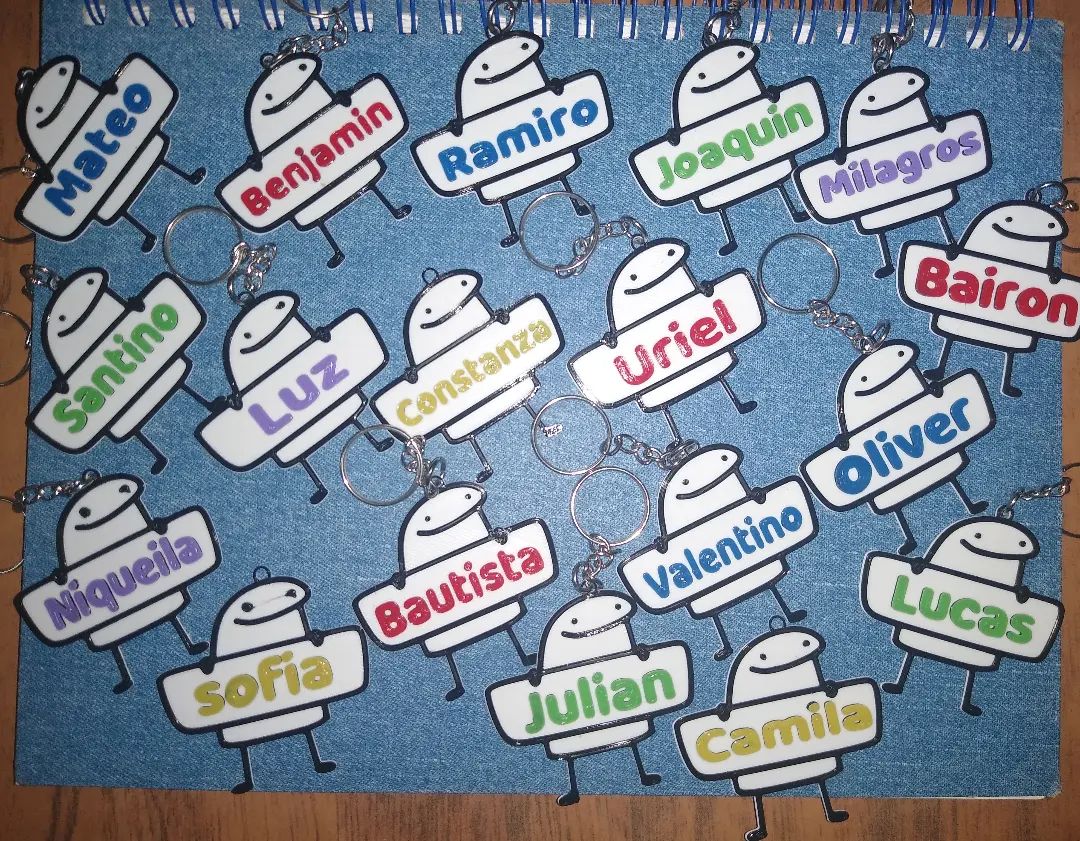 Mateo
Benjamin
Ramiro
Joaquin
Milagros
Bairon
Santino
Luz
Constanza
Uriel
Oliver
Niqueila
Bautista
Valentino
Lucas
sofia
Julian
Camila